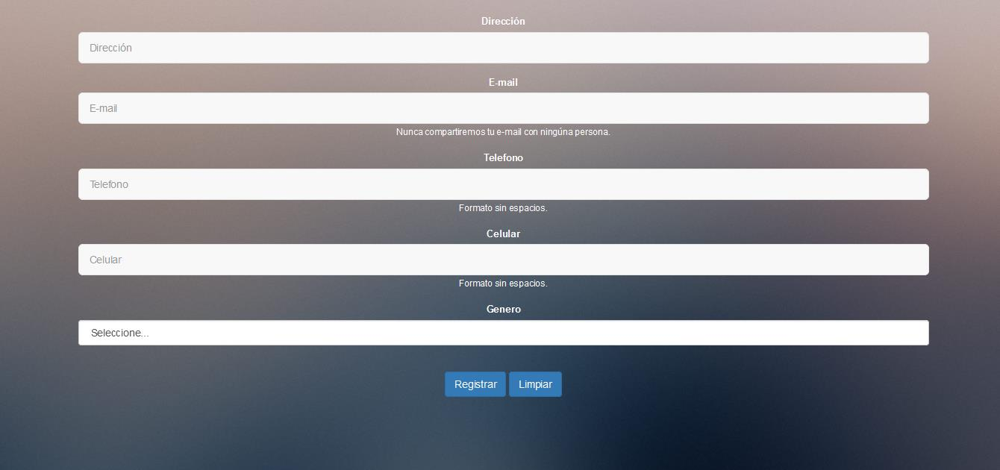 Dirección
Dirección
E-mail
E-mail
Nunca compartiremos tu e-mail con ningúna persona.
Telefono
Telefono
Formato sin espacios.
Celular
Celular
Formato sin espacios.
Genero
Seleccione...
Registrar Limpiar